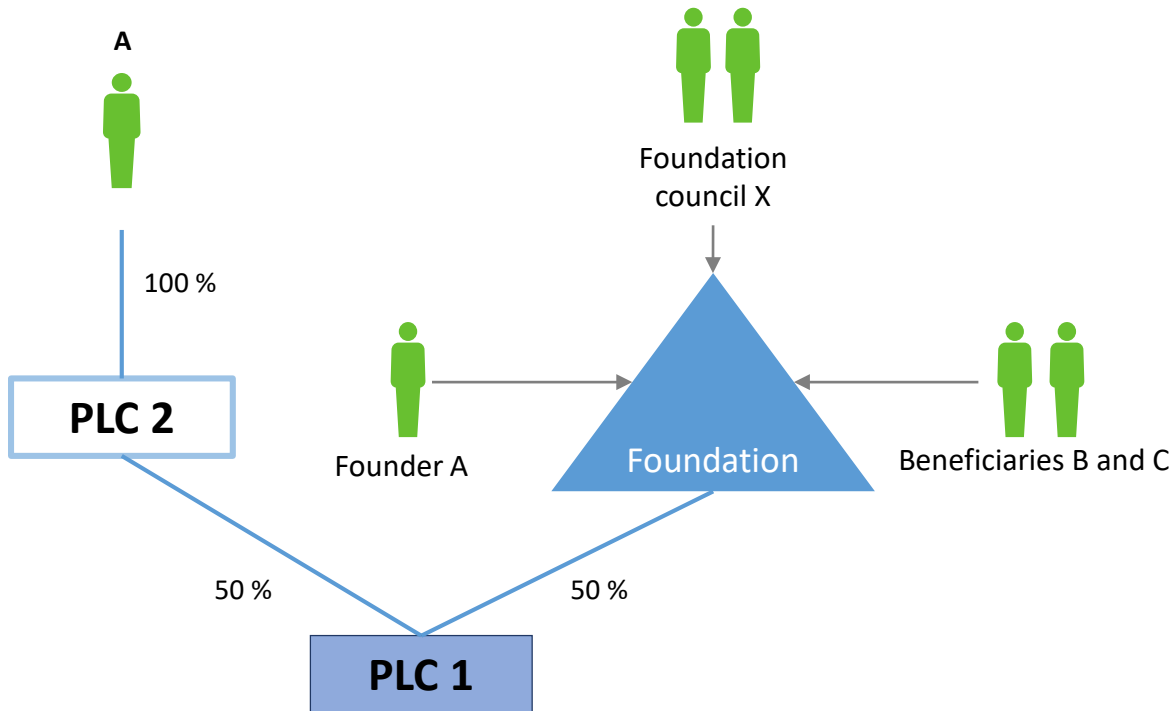 A
Foundation
council X
100 %
PLC 2
Founder A
Foundation
Beneficiaries B and C
50 %
50 %
PLC 1